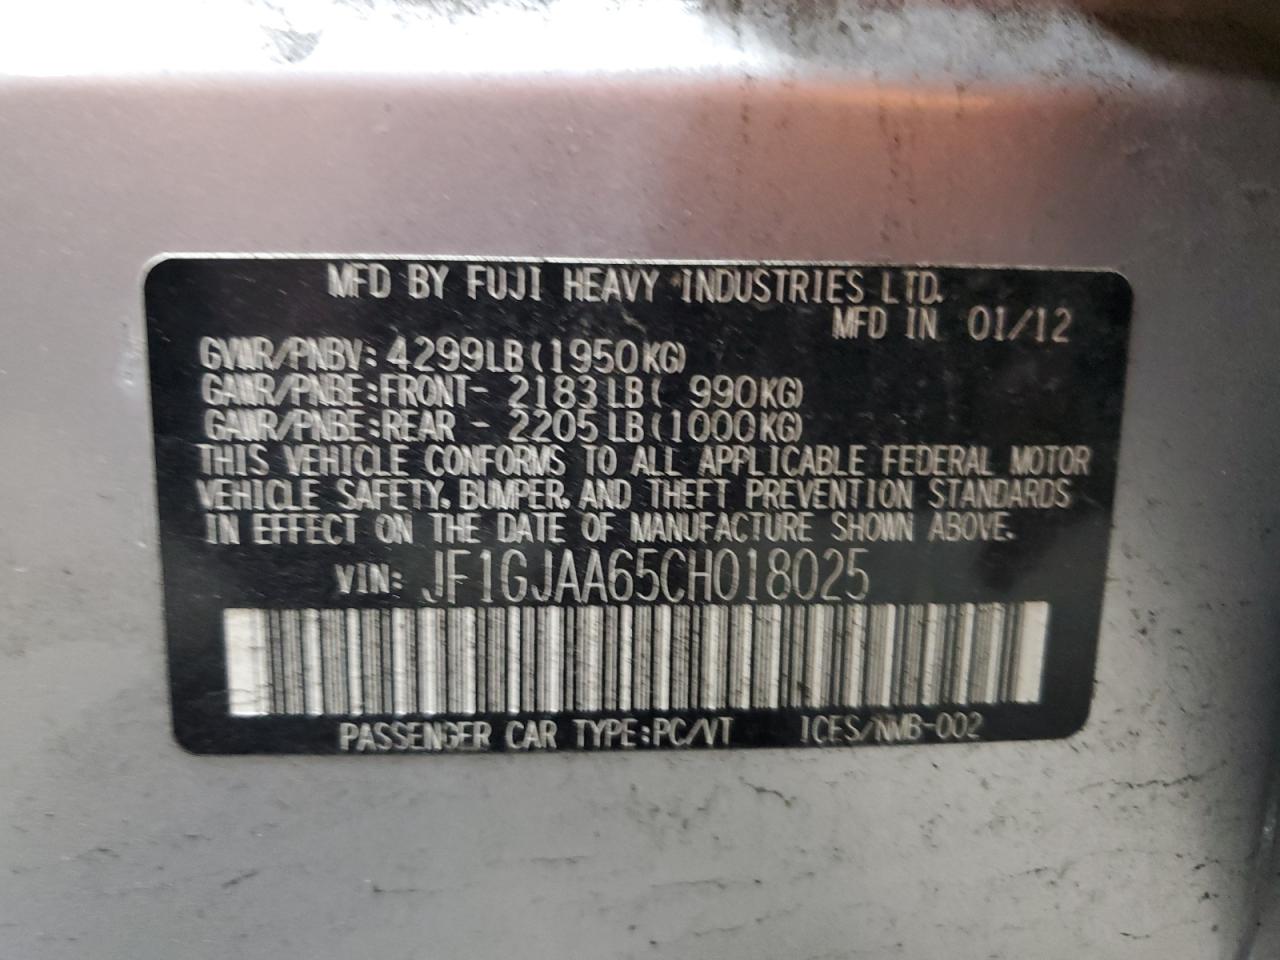 MFD BY FUJI HEAVY INDUSTRIES LTD.
MFD IN 01/12
GVWR/PNBV: 4299LB(1950KG)
GAWR/PNBE:FRONT- 2183LB( 990KG)
GAWR/PNBE:REAR - 2205LB(1000KG)
THIS VEHICLE CONFORMS TO ALL APPLICABLE FEDERAL MOTOR
VEHICLE SAFETY, BUMPER, AND THEFT PREVENTION STANDARDS
IN EFFECT ON THE DATE OF MANUFACTURE SHOWN ABOVE.
VIN: JF1GJAA65CH018025
PASSENGER CAR TYPE:PC/VT ICES/NMB-002